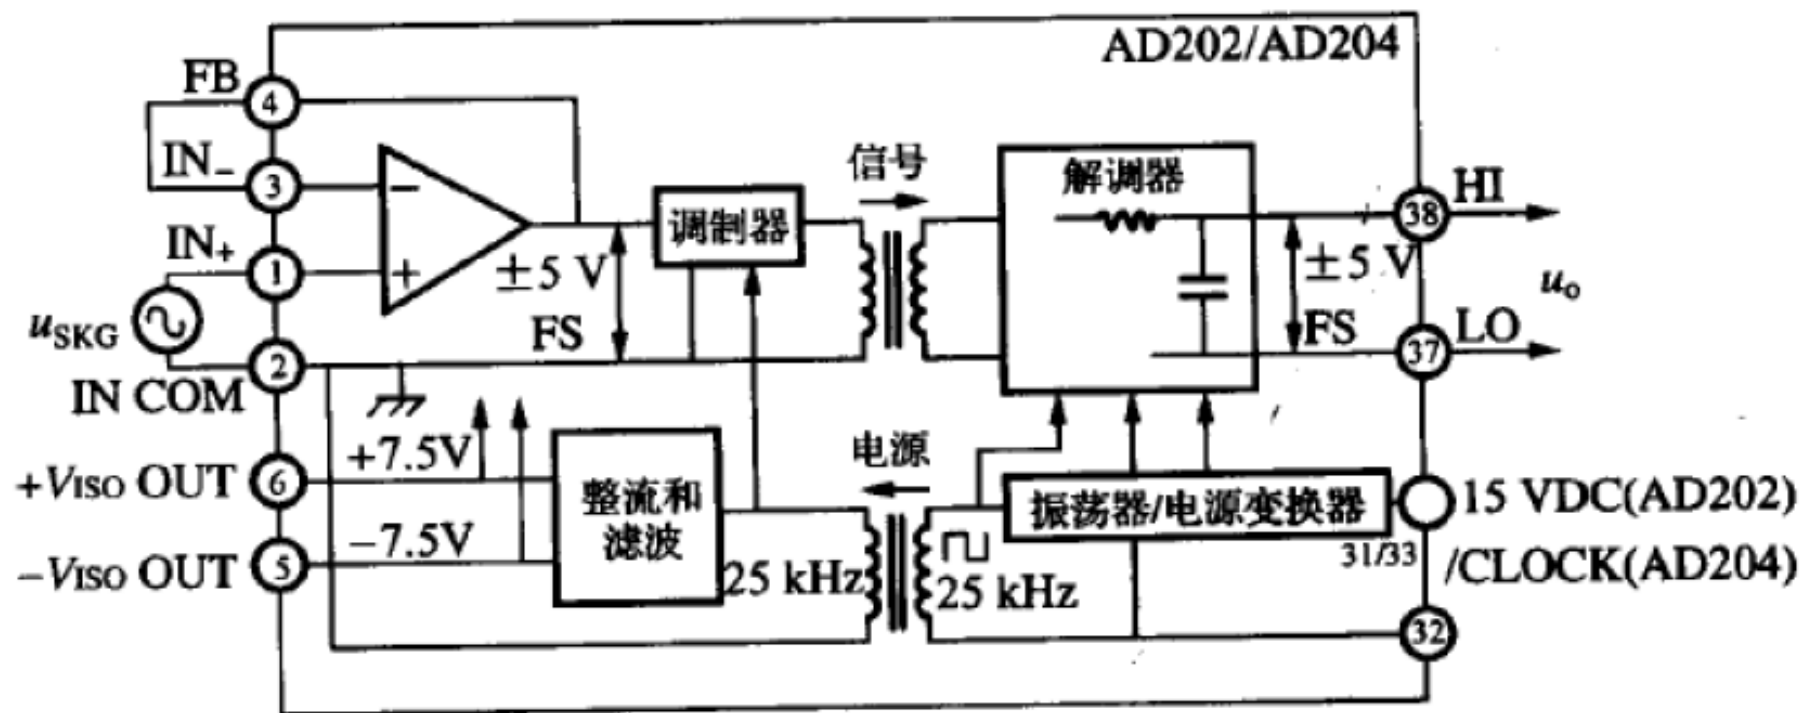 AD202/AD204
FB
4
IN−
3
−
IN+
1
+
uSKG
2
IN COM
±5 V
FS
调制器
信号
解调器
±5 V
FS
38
HI
uo
37
LO
+VISO OUT
6
+7.5V
−VISO OUT
5
−7.5V
整流和
滤波
25 kHz
电源
25 kHz
振荡器/电源变换器
31/33
15 VDC(AD202)
/CLOCK(AD204)
32